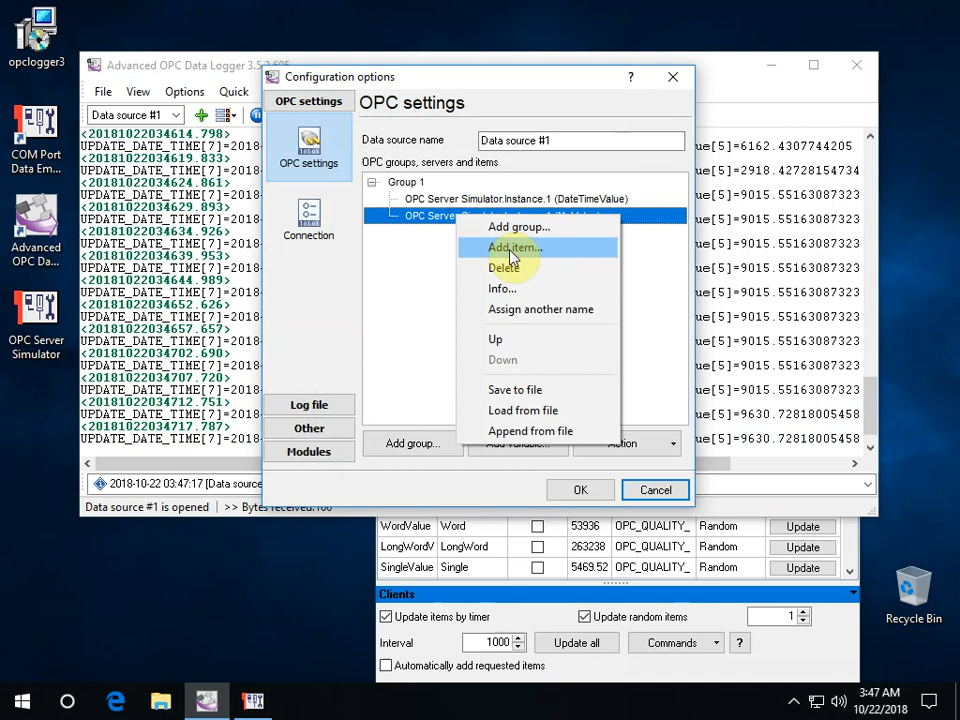 opclogger3
COM Port
Data Em...
Advanced
OPC Da...
OPC Server
Simulator
Recycle Bin
Advanced OPC Data Logger 3.5.2.605
File View Options Quick
Data source #1
<20181022034614.798>
UPDATE_DATE_TIME[7]=2018-
<20181022034619.833>
UPDATE_DATE_TIME[7]=2018-
<20181022034624.861>
UPDATE_DATE_TIME[7]=2018-
<20181022034634.926>
UPDATE_DATE_TIME[7]=2018-
<20181022034639.953>
UPDATE_DATE_TIME[7]=2018-
<20181022034644.989>
UPDATE_DATE_TIME[7]=2018-
<20181022034652.626>
UPDATE_DATE_TIME[7]=2018-
<20181022034657.657>
UPDATE_DATE_TIME[7]=2018-
<20181022034702.690>
UPDATE_DATE_TIME[7]=2018-
<20181022034707.720>
UPDATE_DATE_TIME[7]=2018-
<20181022034712.751>
UPDATE_DATE_TIME[7]=2018-
<20181022034717.787>
UPDATE_DATE_TIME[7]=2018-
ue[5]=6162.4307744205
ue[5]=2918.42728154734
ue[5]=9015.55163087323
ue[5]=9015.55163087323
ue[5]=9015.55163087323
ue[5]=9015.55163087323
ue[5]=9015.55163087323
ue[5]=9015.55163087323
ue[5]=9015.55163087323
ue[5]=9015.55163087323
ue[5]=9630.72818005458
ue[5]=9630.72818005458
2018-10-22 03:47:17 [Data source
Data source #1 is opened >> Bytes received:100
Configuration options
?
OPC settings
OPC settings
Connection
Log file
Other
Modules
OPC settings
Data source name Data source #1
OPC groups, servers and items
Group 1
OPC Server Simulator.Instance.1 (DateTimeValue)
OPC Server
Add group...
Add item...
Delete
Info...
Assign another name
Up
Down
Save to file
Load from file
Append from file
Add group... Action
OK Cancel
WordValue Word 53936 OPC_QUALITY_ Random Update
LongWordV LongWord 263238 OPC_QUALITY_ Random Update
SingleValue Single 5469.52 OPC_QUALITY_ Random Update
Clients
Update items by timer Update random items 1
Interval 1000 Update all Commands ?
Automatically add requested items
3:47 AM
10/22/2018